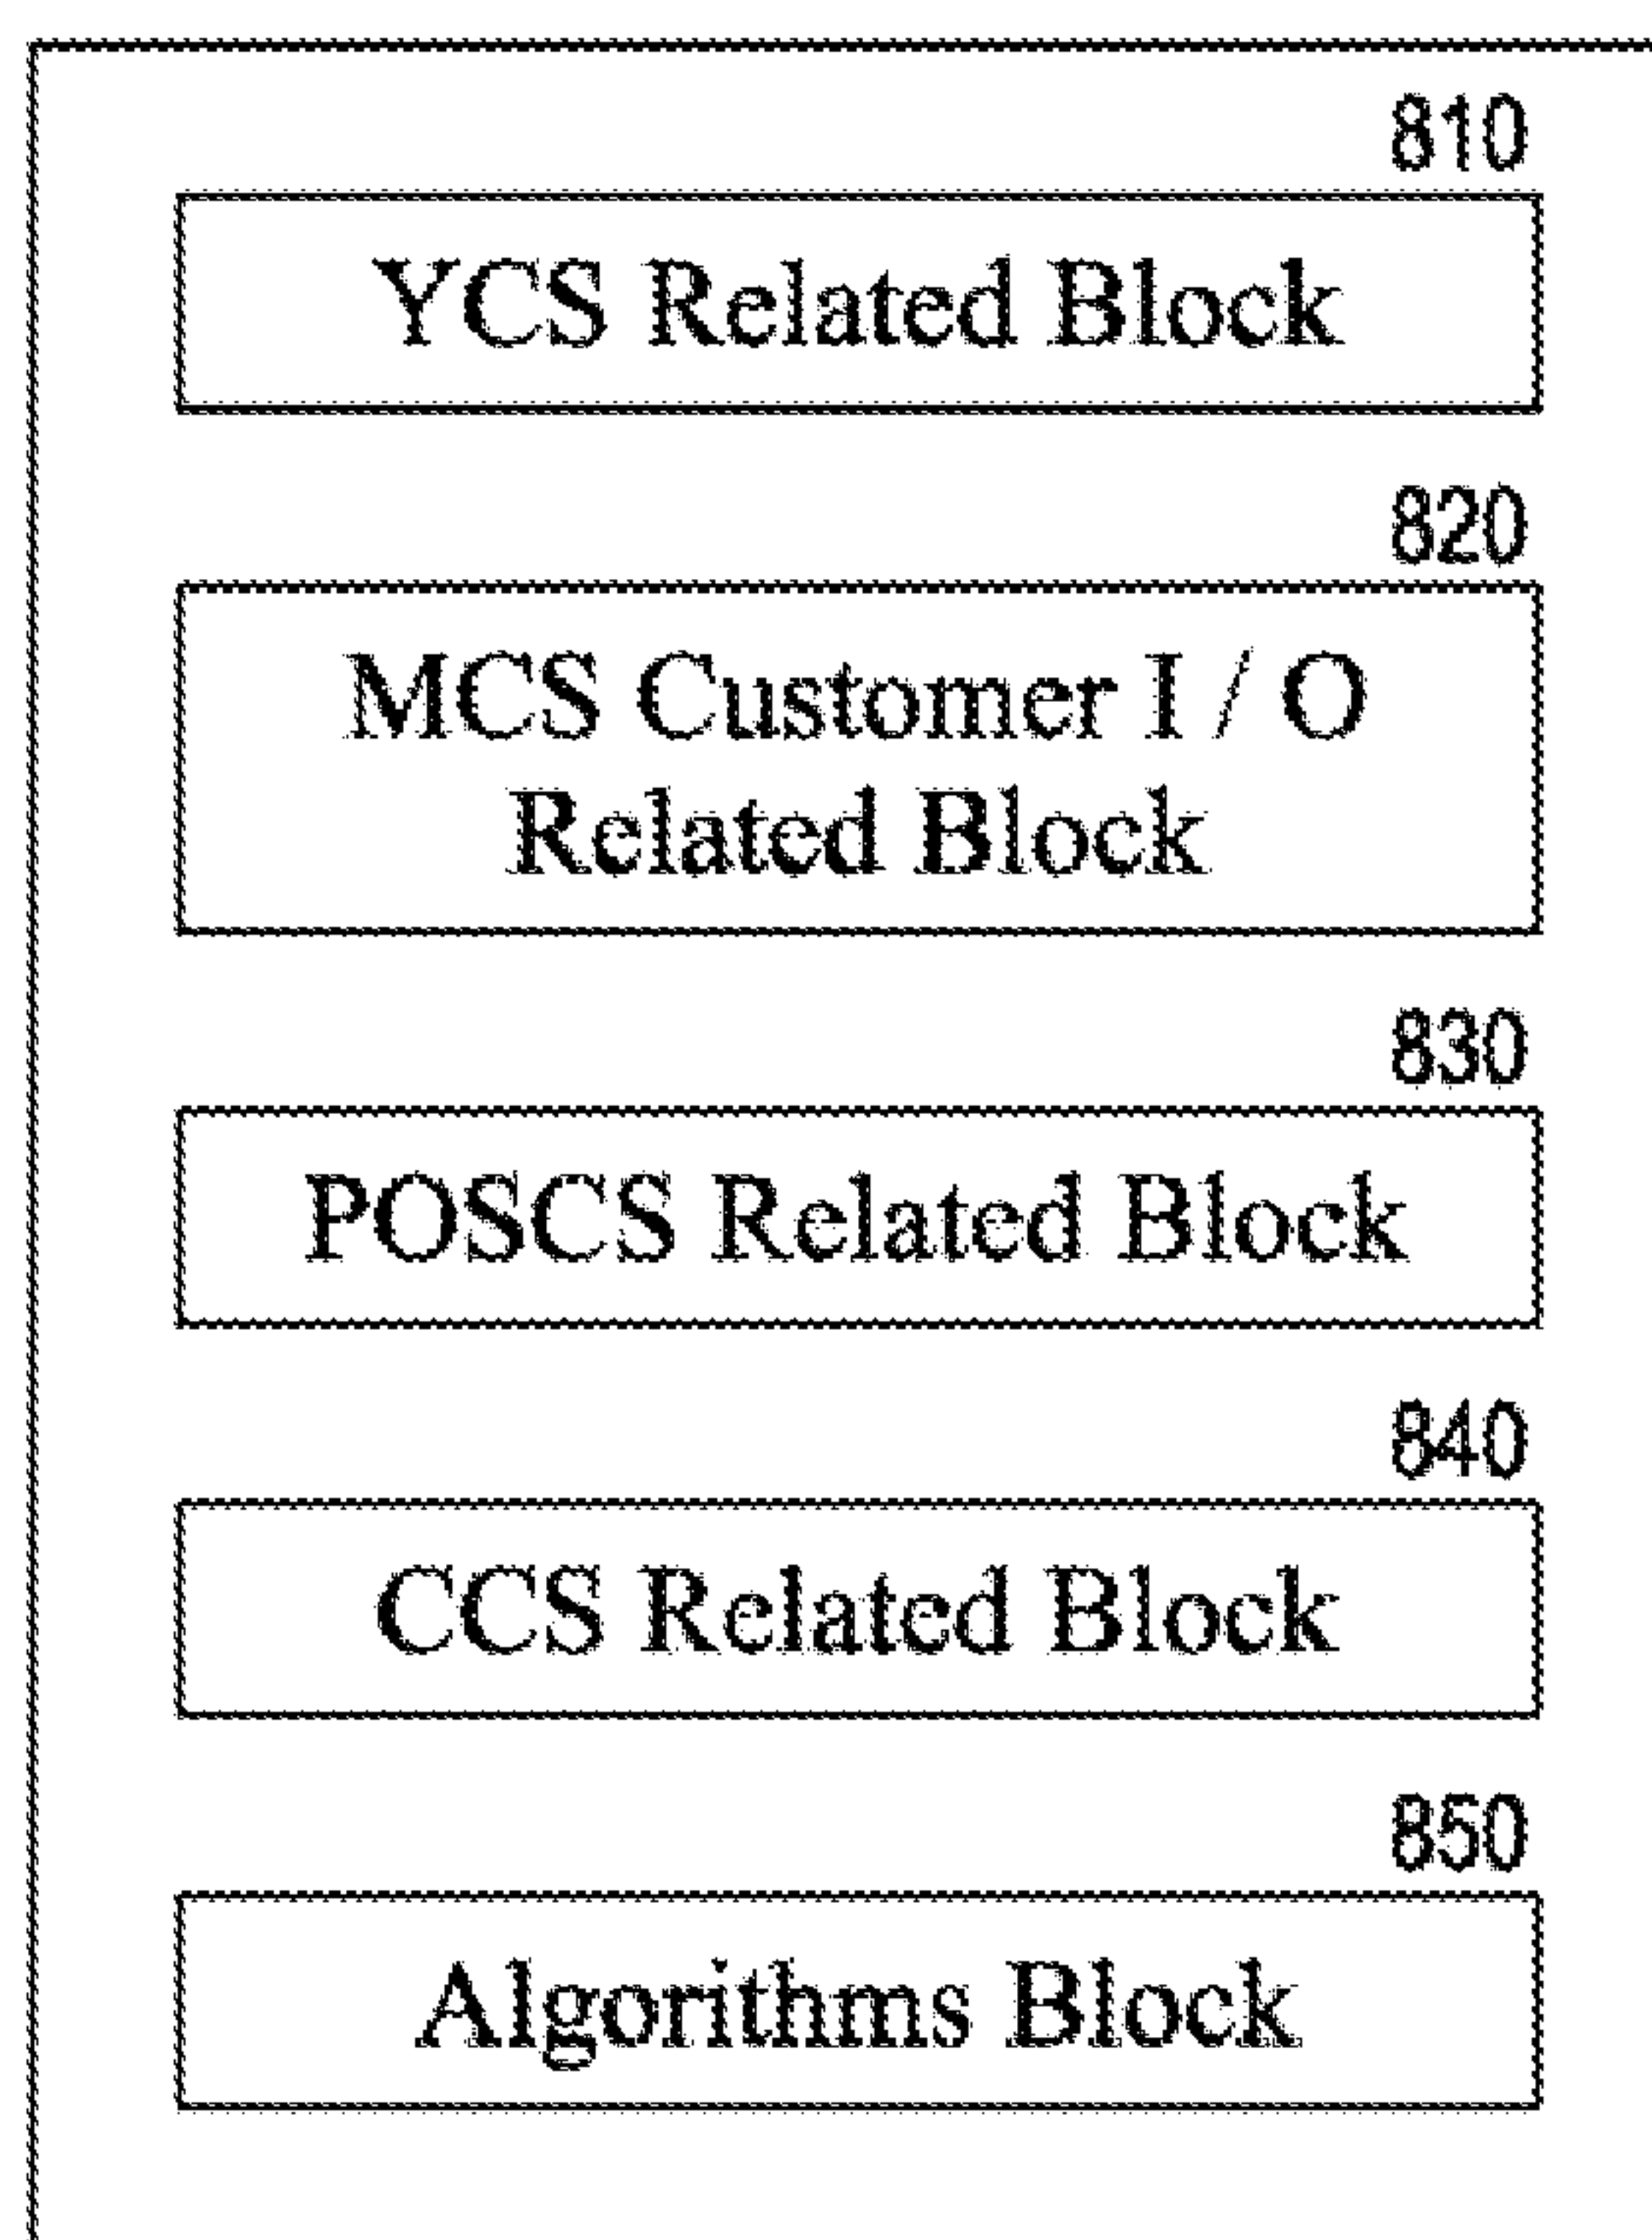 810
YCS Related Block
820
MCS Customer I / O
Related Block
830
POSCS Related Block
840
CCS Related Block
850
Algorithms Block